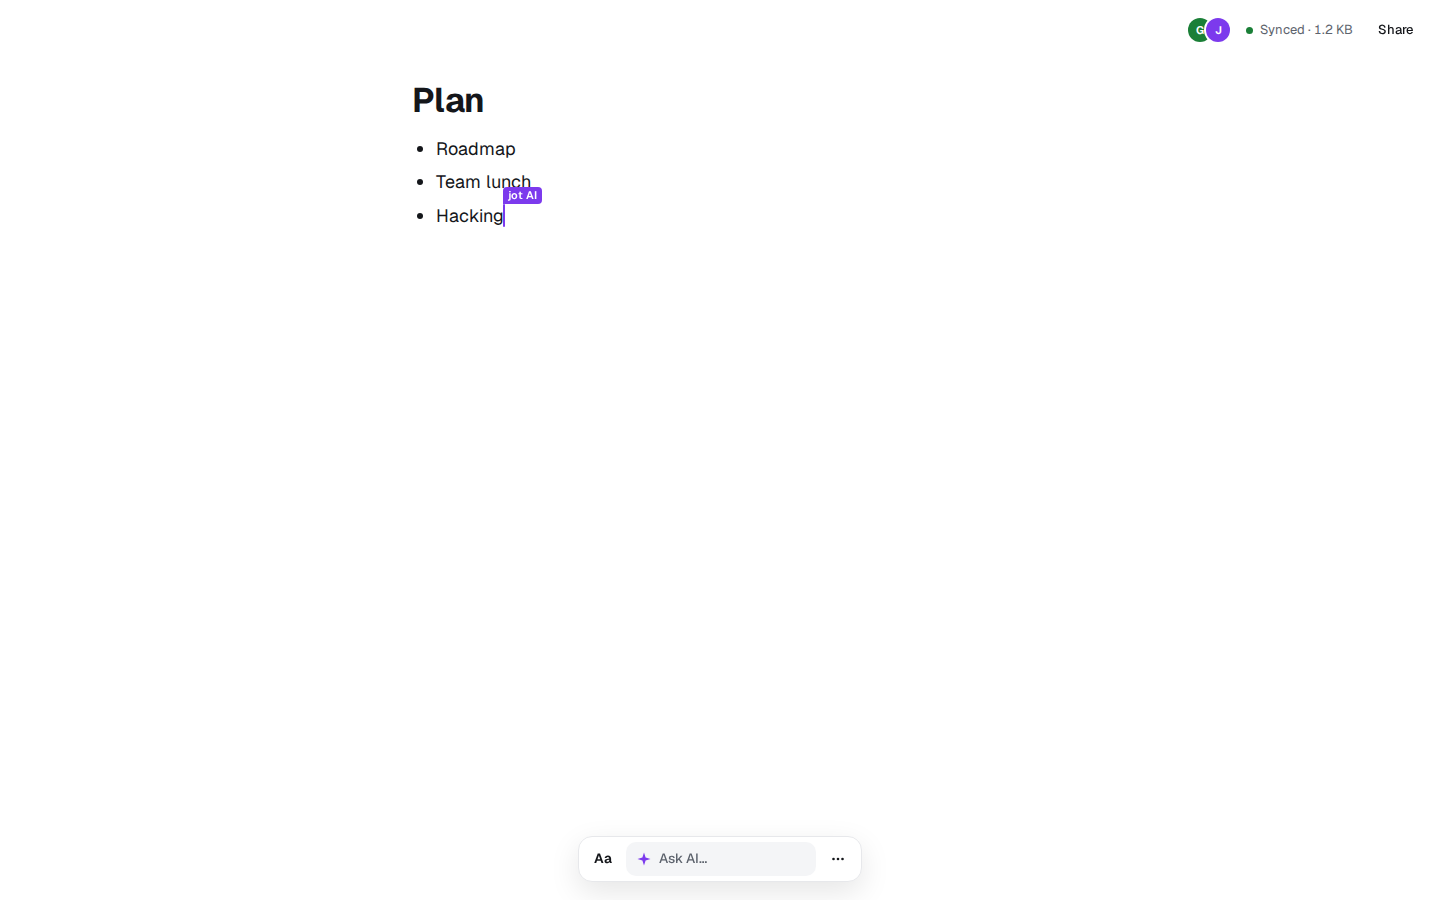 G J Synced · 1.2 KB Share
Plan
• Roadmap
• Team lunch
jot AI
• Hacking
Aa Ask AI... ···